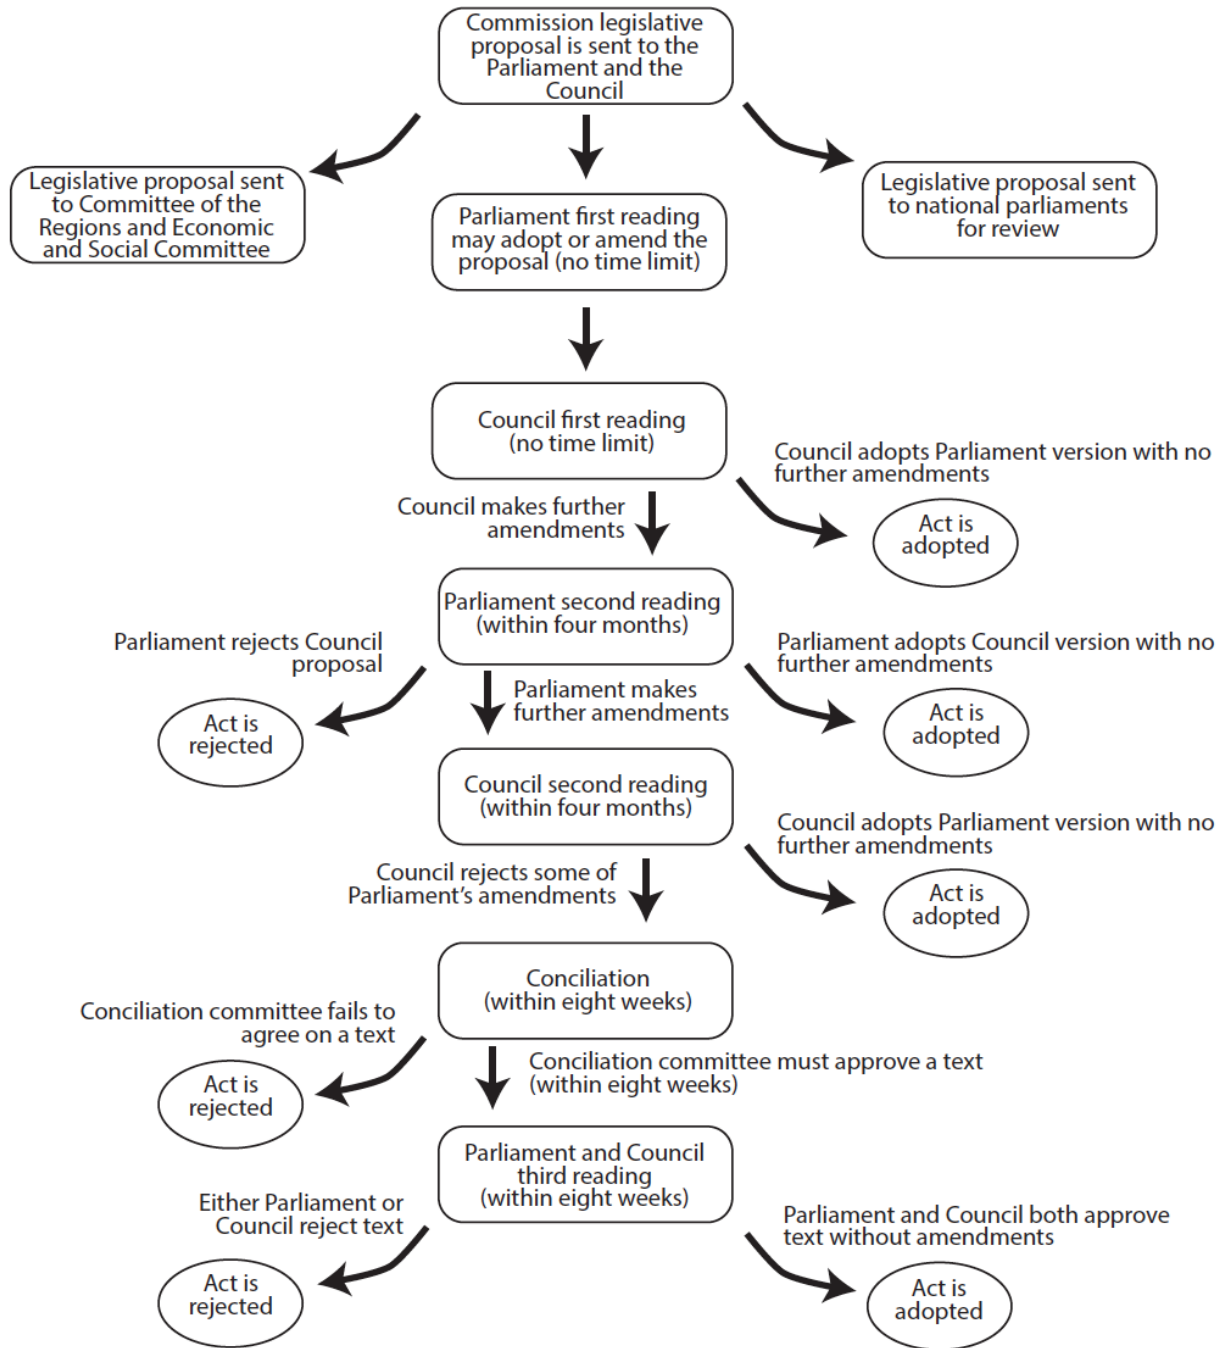 Commission legislative
proposal is sent to the
Parliament and the
Council
Legislative proposal sent
to Committee of the
Regions and Economic
and Social Committee
Parliament first reading
may adopt or amend the
proposal (no time limit)
Legislative proposal sent
to national parliaments
for review
Council first reading
(no time limit)
Council adopts Parliament version with no
further amendments
Act is
adopted
Council makes further
amendments
Parliament second reading
(within four months)
Parliament rejects Council
proposal
Act is
rejected
Parliament makes
further amendments
Parliament adopts Council version with no
further amendments
Act is
adopted
Council second reading
(within four months)
Council adopts Parliament version with no
further amendments
Act is
adopted
Council rejects some of
Parliament’s amendments
Conciliation
(within eight weeks)
Conciliation committee fails to
agree on a text
Act is
rejected
Conciliation committee must approve a text
(within eight weeks)
Parliament and Council
third reading
(within eight weeks)
Either Parliament or
Council reject text
Act is
rejected
Parliament and Council both approve
text without amendments
Act is
adopted